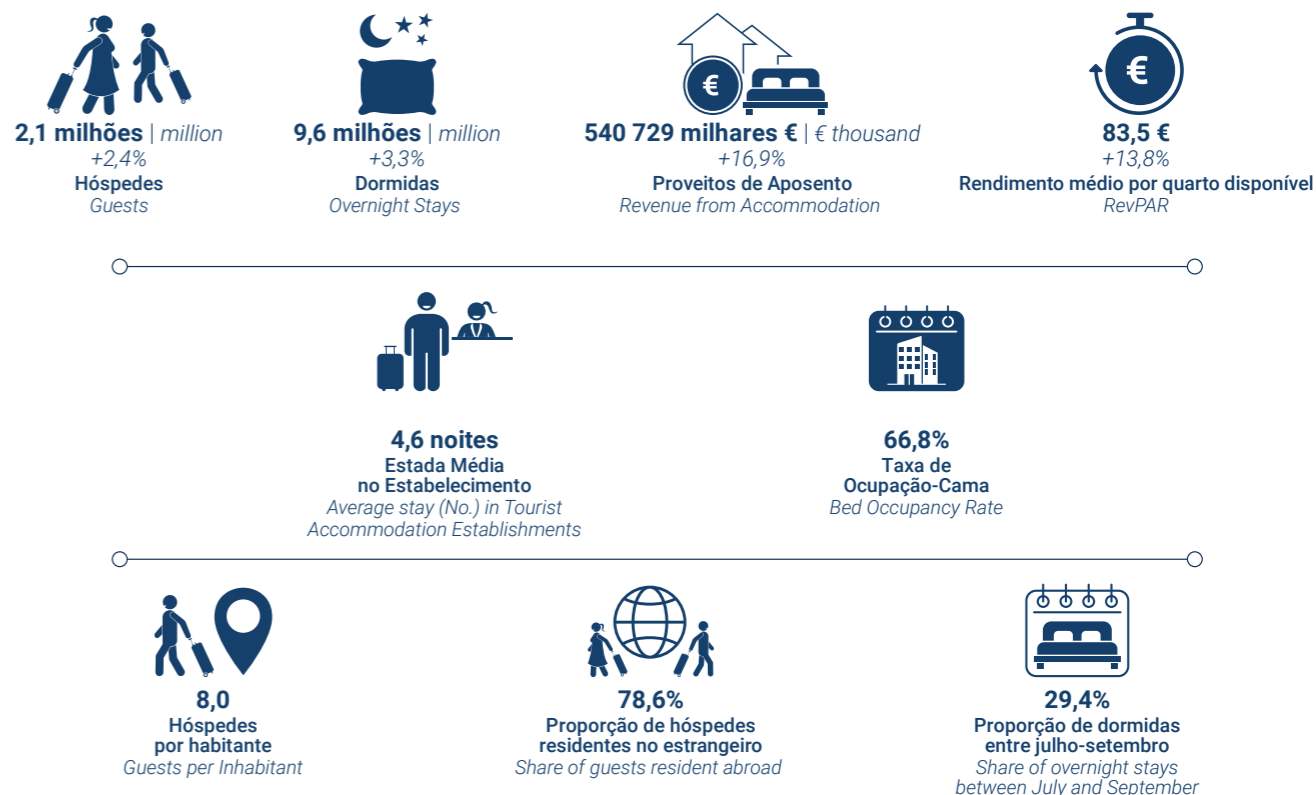 €
€
2,1 milhões | million
+2,4%
Hóspedes
Guests
9,6 milhões | million
+3,3%
Dormidas
Overnight Stays
540 729 milhares € | € thousand
+16,9%
Proveitos de Aposento
Revenue from Accommodation
83,5 €
+13,8%
Rendimento médio por quarto disponível
RevPAR
4,6 noites
Estada Média
no Estabelecimento
Average stay (No.) in Tourist
Accommodation Establishments
66,8%
Taxa de
Ocupação-Cama
Bed Occupancy Rate
8,0
Hóspedes
por habitante
Guests per Inhabitant
78,6%
Proporção de hóspedes
residentes no estrangeiro
Share of guests resident abroad
29,4%
Proporção de dormidas
entre julho-setembro
Share of overnight stays
between July and September